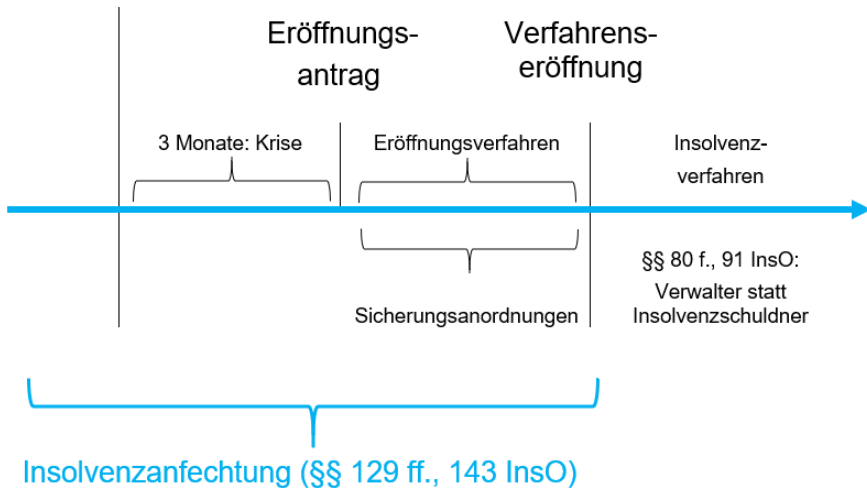 Eröffnungs-
antrag
Verfahrens-
eröffnung
3 Monate: Krise
Eröffnungsverfahren
Insolvenz-
verfahren
§§ 80 f., 91 InsO:
Verwalter statt
Insolvenzschuldner
Sicherungsanordnungen
Insolvenzanfechtung (§§ 129 ff., 143 InsO)